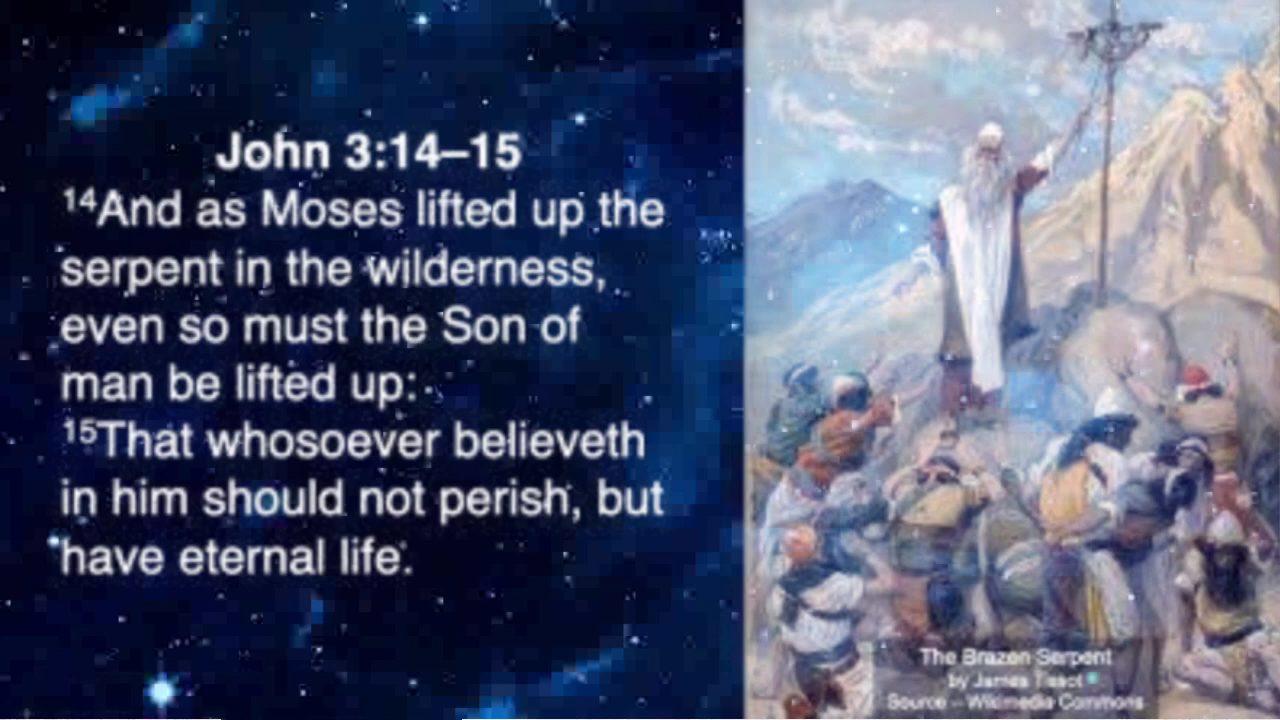 John 3:14–15
¹⁴And as Moses lifted up the
serpent in the wilderness,
even so must the Son of
man be lifted up:
¹⁵That whosoever believeth
in him should not perish, but
have eternal life.
The Brazen Serpent
by James Tissot
Source – Wikimedia Commons